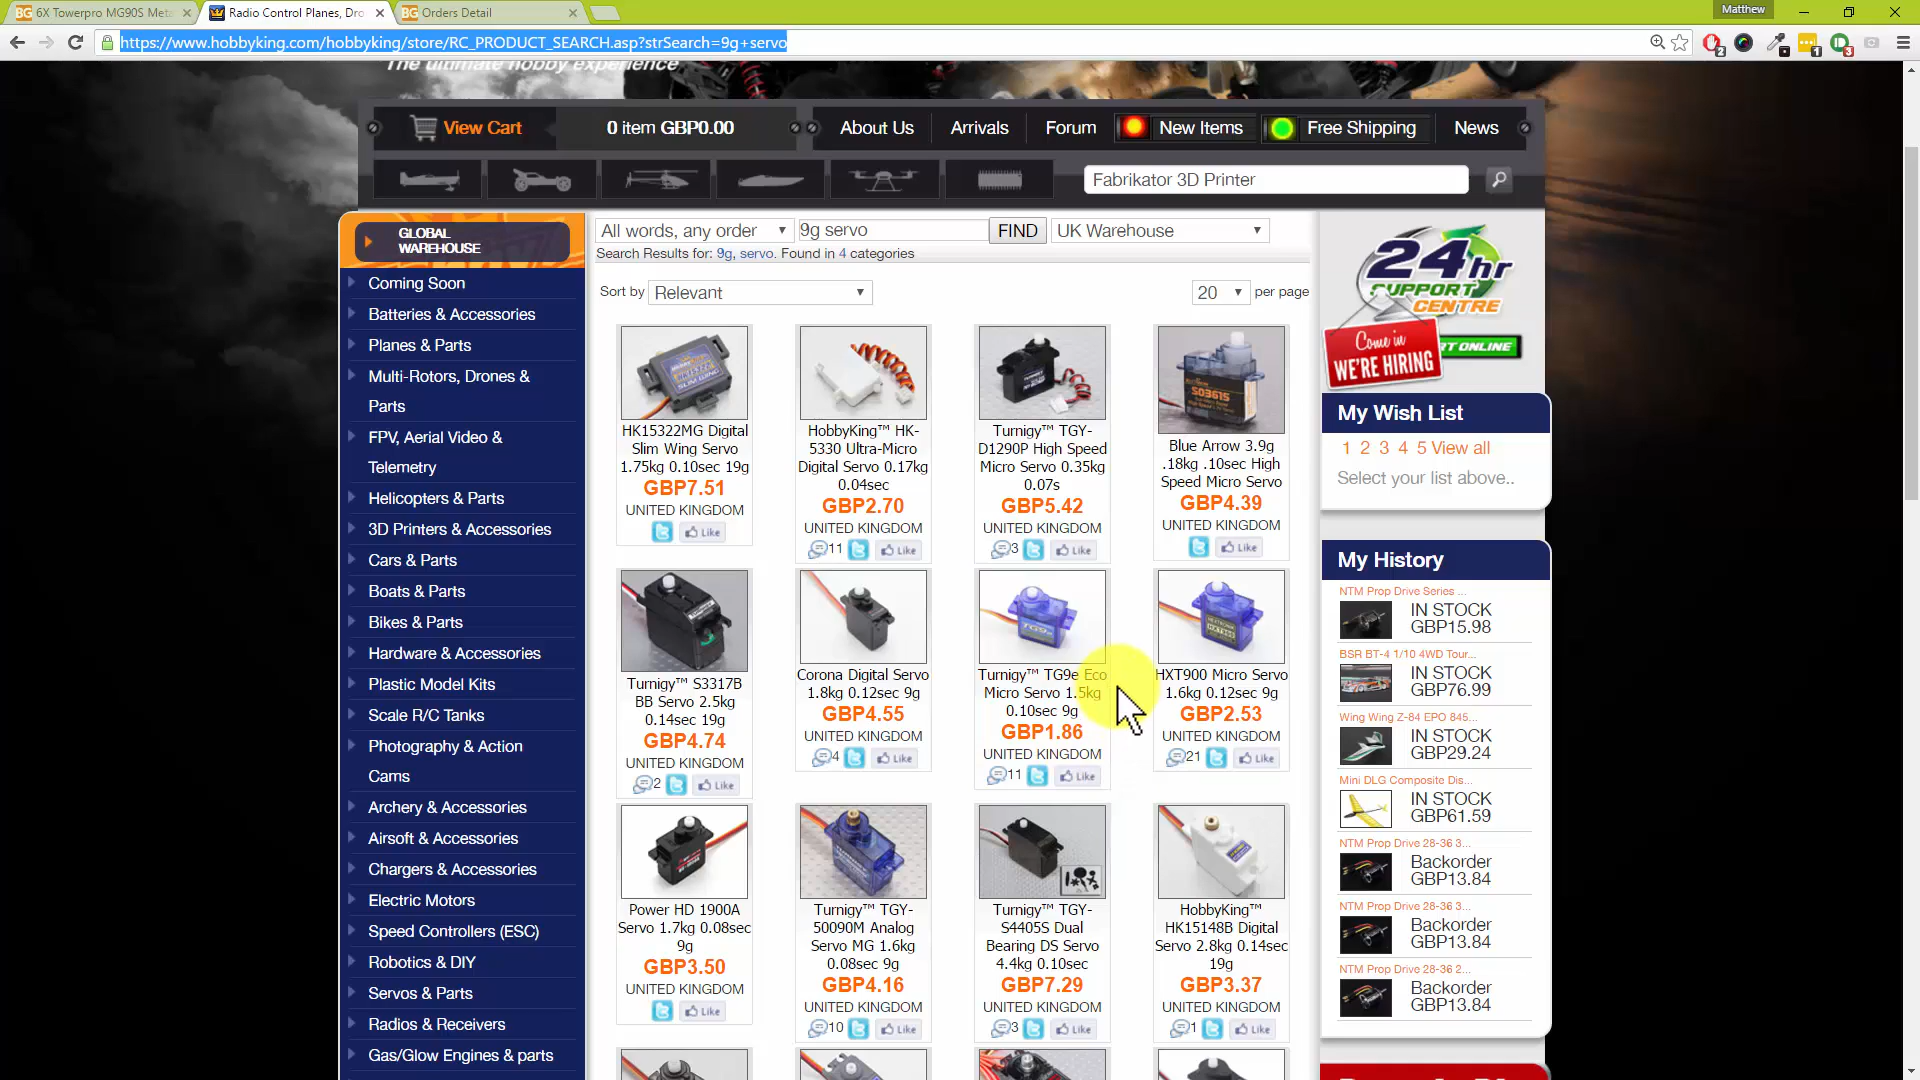 6X Towerpro MG90S Meta
Radio Control Planes, Dro
Orders Detail
Matthew
https://www.hobbyking.com/hobbyking/store/RC_PRODUCT_SEARCH.asp?strSearch=9g+servo
The ultimate hobby experience
View Cart
0 item GBP0.00
About Us
Arrivals
Forum
New Items
Free Shipping
News
Fabrikator 3D Printer
GLOBAL
WAREHOUSE
Coming Soon
Batteries & Accessories
Planes & Parts
Multi-Rotors, Drones &
Parts
FPV, Aerial Video &
Telemetry
Helicopters & Parts
3D Printers & Accessories
Cars & Parts
Boats & Parts
Bikes & Parts
Hardware & Accessories
Plastic Model Kits
Scale R/C Tanks
Photography & Action
Cams
Archery & Accessories
Airsoft & Accessories
Chargers & Accessories
Electric Motors
Speed Controllers (ESC)
Robotics & DIY
Servos & Parts
Radios & Receivers
Gas/Glow Engines & parts
All words, any order
9g servo
FIND
UK Warehouse
Search Results for: 9g, servo. Found in 4 categories
Sort by
Relevant
20
per page
HK15322MG Digital
Slim Wing Servo
1.75kg 0.10sec 19g
GBP7.51
UNITED KINGDOM
Like
HobbyKing™ HK-
5330 Ultra-Micro
Digital Servo 0.17kg
0.04sec
GBP2.70
UNITED KINGDOM
11
Like
Turnigy™ TGY-
D1290P High Speed
Micro Servo 0.35kg
0.07s
GBP5.42
UNITED KINGDOM
3
Like
Blue Arrow 3.9g
.18kg .10sec High
Speed Micro Servo
GBP4.39
UNITED KINGDOM
Like
Turnigy™ S3317B
BB Servo 2.5kg
0.14sec 19g
GBP4.74
UNITED KINGDOM
2
Like
Corona Digital Servo
1.8kg 0.12sec 9g
GBP4.55
UNITED KINGDOM
4
Like
Turnigy™ TG9e Eco
Micro Servo 1.5kg
0.10sec 9g
GBP1.86
UNITED KINGDOM
11
Like
HXT900 Micro Servo
1.6kg 0.12sec 9g
GBP2.53
UNITED KINGDOM
21
Like
Power HD 1900A
Servo 1.7kg 0.08sec
9g
GBP3.50
UNITED KINGDOM
Like
Turnigy™ TGY-
50090M Analog
Servo MG 1.6kg
0.08sec 9g
GBP4.16
UNITED KINGDOM
10
Like
Turnigy™ TGY-
S4405S Dual
Bearing DS Servo
4.4kg 0.10sec
GBP7.29
UNITED KINGDOM
3
Like
HobbyKing™
HK15148B Digital
Servo 2.8kg 0.14sec
19g
GBP3.37
UNITED KINGDOM
1
Like
24hr
SUPPORT
CENTRE
Come in
WE'RE HIRING
RT ONLINE
My Wish List
1 2 3 4 5 View all
Select your list above..
My History
NTM Prop Drive Series ...
IN STOCK
GBP15.98
BSR BT-4 1/10 4WD Tour...
IN STOCK
GBP76.99
Wing Wing Z-84 EPO 845...
IN STOCK
GBP29.24
Mini DLG Composite Dis...
IN STOCK
GBP61.59
NTM Prop Drive 28-36 3...
Backorder
GBP13.84
NTM Prop Drive 28-36 3...
Backorder
GBP13.84
NTM Prop Drive 28-36 2...
Backorder
GBP13.84